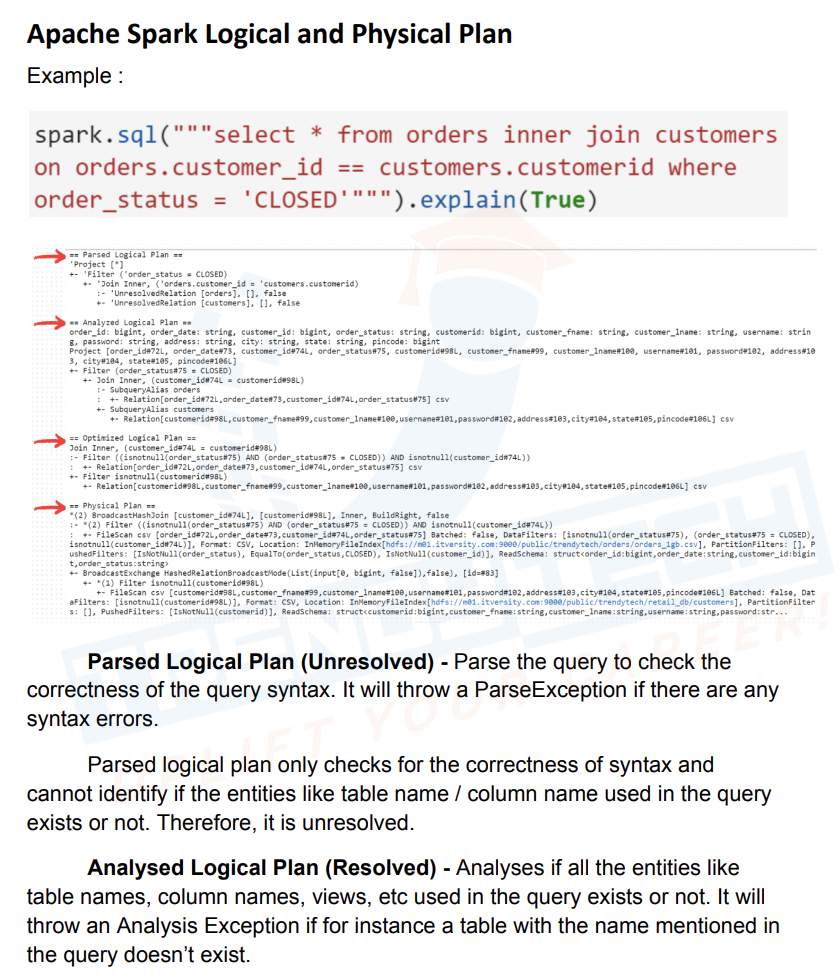 Apache Spark Logical and Physical Plan
Example :
spark.sql("""select * from orders inner join customers
on orders.customer_id == customers.customerid where
order_status = 'CLOSED'""").explain(True)
== Parsed Logical Plan ==
'Project [*]
+- 'Filter ('order_status = CLOSED)
+- 'Join Inner, ('orders.customer_id = 'customers.customerid)
:- 'UnresolvedRelation [orders], [], false
+- 'UnresolvedRelation [customers], [], false
== Analyzed Logical Plan ==
order_id: bigint, order_date: string, customer_id: bigint, order_status: string, customerid: bigint, customer_fname: string, customer_lname: string, username: strin
g, password: string, address: string, city: string, state: string, pincode: bigint
Project [order_id#72L, order_date#73, customer_id#74L, order_status#75, customerid#98L, customer_fname#99, customer_lname#100, username#101, password#102, address#10
3, city#104, state#105, pincode#106L]
+- Filter (order_status#75 = CLOSED)
+- Join Inner, (customer_id#74L = customerid#98L)
:- SubqueryAlias orders
: +- Relation[order_id#72L,order_date#73,customer_id#74L,order_status#75] csv
+- SubqueryAlias customers
+- Relation[customerid#98L,customer_fname#99,customer_lname#100,username#101,password#102,address#103,city#104,state#105,pincode#106L] csv
== Optimized Logical Plan ==
Join Inner, (customer_id#74L = customerid#98L)
:- Filter ((isnotnull(order_status#75) AND (order_status#75 = CLOSED)) AND isnotnull(customer_id#74L))
: +- Relation[order_id#72L,order_date#73,customer_id#74L,order_status#75] csv
+- Filter isnotnull(customerid#98L)
+- Relation[customerid#98L,customer_fname#99,customer_lname#100,username#101,password#102,address#103,city#104,state#105,pincode#106L] csv
== Physical Plan ==
*(2) BroadcastHashJoin [customer_id#74L], [customerid#98L], Inner, BuildRight, false
:- *(2) Filter ((isnotnull(order_status#75) AND (order_status#75 = CLOSED)) AND isnotnull(customer_id#74L))
: +- FileScan csv [order_id#72L,order_date#73,customer_id#74L,order_status#75] Batched: false, DataFilters: [isnotnull(order_status#75), (order_status#75 = CLOSED),
isnotnull(customer_id#74L)], Format: CSV, Location: InMemoryFileIndex[hdfs://m01.itversity.com:9000/public/trendytech/orders/orders_1gb.csv], PartitionFilters: [], P
ushedFilters: [IsNotNull(order_status), EqualTo(order_status,CLOSED), IsNotNull(customer_id)], ReadSchema: struct<order_id:bigint,order_date:string,customer_id:bigin
t,order_status:string>
+- BroadcastExchange HashedRelationBroadcastMode(List(input[0, bigint, false]),false), [id=#83]
+- *(1) Filter isnotnull(customerid#98L)
+- FileScan csv [customerid#98L,customer_fname#99,customer_lname#100,username#101,password#102,address#103,city#104,state#105,pincode#106L] Batched: false, Dat
aFilters: [isnotnull(customerid#98L)], Format: CSV, Location: InMemoryFileIndex[hdfs://m01.itversity.com:9000/public/trendytech/retail_db/customers], PartitionFilter
s: [], PushedFilters: [IsNotNull(customerid)], ReadSchema: struct<customerid:bigint,customer_fname:string,customer_lname:string,username:string,password:str...
Parsed Logical Plan (Unresolved) - Parse the query to check the
correctness of the query syntax. It will throw a ParseException if there are any
syntax errors.
Parsed logical plan only checks for the correctness of syntax and
cannot identify if the entities like table name / column name used in the query
exists or not. Therefore, it is unresolved.
Analysed Logical Plan (Resolved) - Analyses if all the entities like
table names, column names, views, etc used in the query exists or not. It will
throw an Analysis Exception if for instance a table with the name mentioned in
the query doesn't exist.
TRENDYTECH
UPLIFT YOUR CAREER!